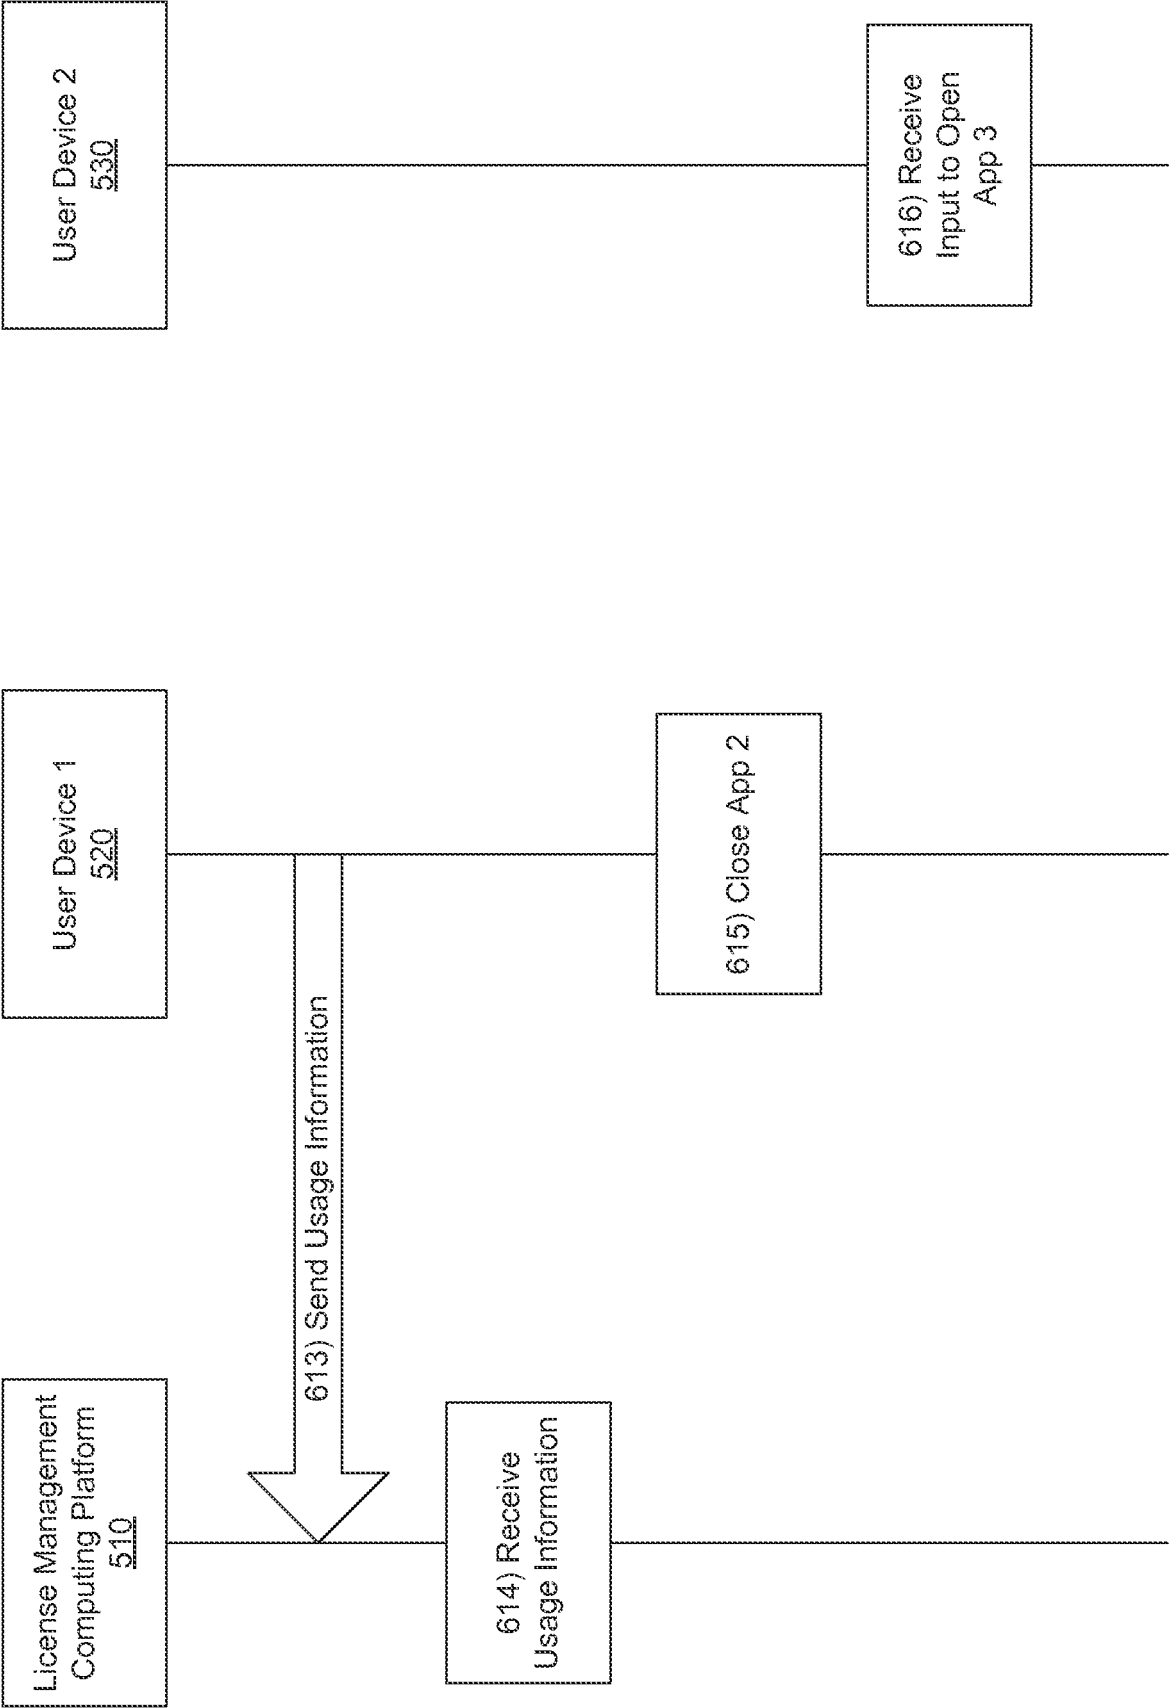 License Management
Computing Platform
510
User Device 1
520
User Device 2
530
613) Send Usage Information
614) Receive
Usage Information
615) Close App 2
616) Receive
Input to Open
App 3